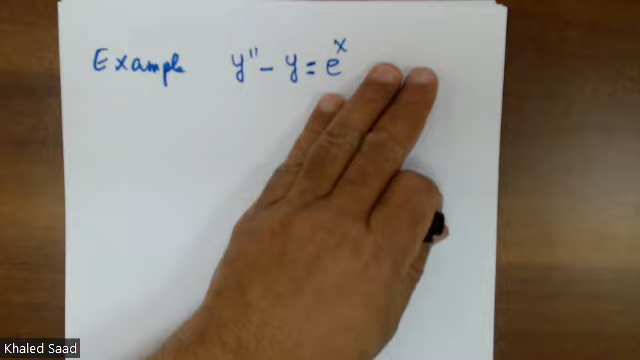 Example y" - y = e^x
Khaled Saad